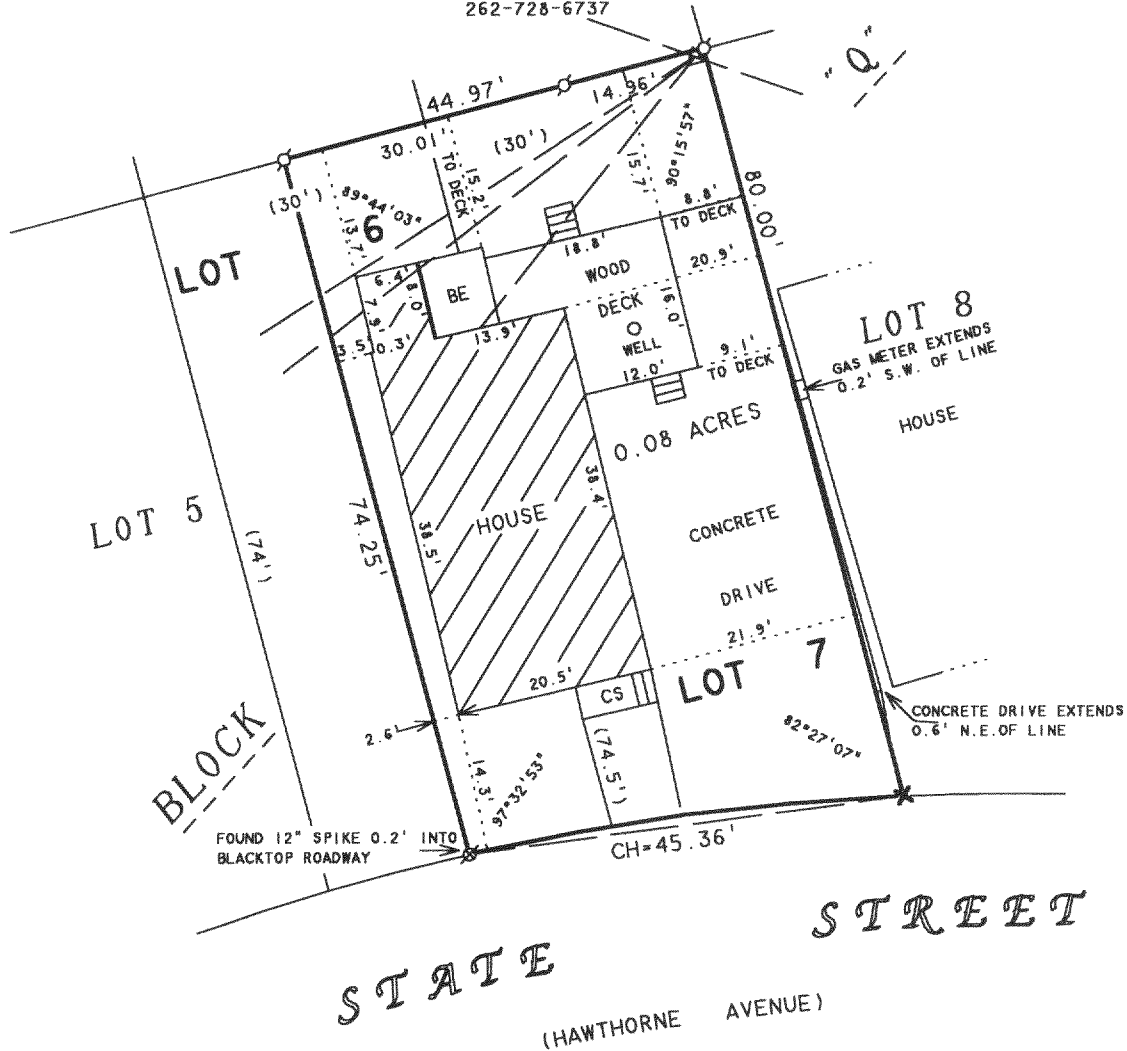 262-728-6737
"Q"
44.97'
14.96'
30.01'
(30')
(30')
TO DECK
15.2'
15.7'
90°15'57"
89°44'03"
13.7'
6
LOT
8.8'
TO DECK
80.00'
18.8'
WOOD
DECK
20.9'
6.4'
8.0'
BE
7.9'
16.0'
WELL
LOT 8
GAS METER EXTENDS
0.2' S.W. OF LINE
3.5'
0.3'
13.9'
12.0'
9.1'
TO DECK
0.08 ACRES
HOUSE
LOT 5
(74')
74.25'
38.5'
HOUSE
38.4'
CONCRETE
DRIVE
21.9'
20.5'
CS
LOT 7
CONCRETE DRIVE EXTENDS
0.6' N.E.OF LINE
BLOCK
2.6'
14.3'
97°32'53"
(74.5')
82°27'07"
FOUND 12" SPIKE 0.2' INTO
BLACKTOP ROADWAY
CH=45.36'
STATE STREET
(HAWTHORNE AVENUE)